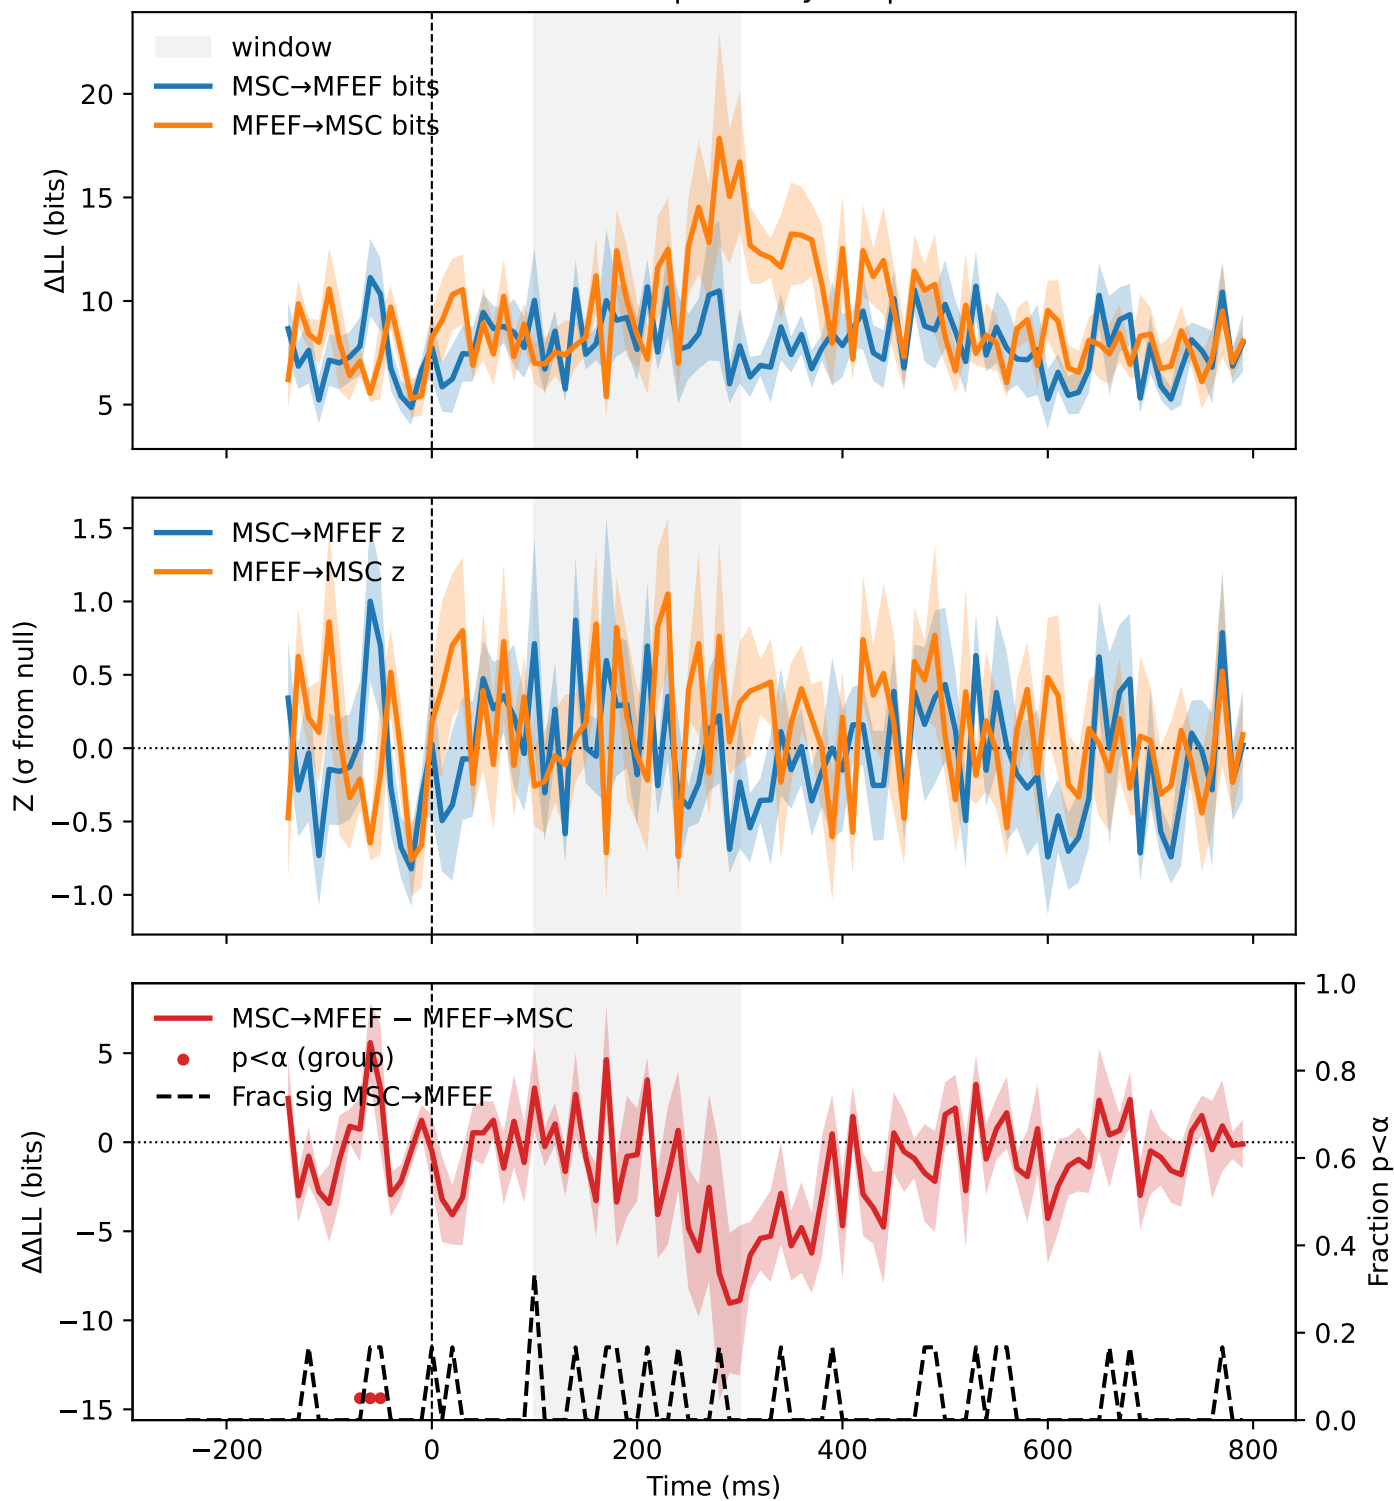 window
MSC→MFEF bits
MFEF→MSC bits
20
15
10
5
ΔLL (bits)
MSC→MFEF z
MFEF→MSC z
1.5
1.0
0.5
0.0
−0.5
−1.0
Z (σ from null)
MSC→MFEF − MFEF→MSC
p<α (group)
Frac sig MSC→MFEF
5
0
−5
−10
−15
ΔΔLL (bits)
1.0
0.8
0.6
0.4
0.2
0.0
Fraction p<α
−200
0
200
400
600
800
Time (ms)